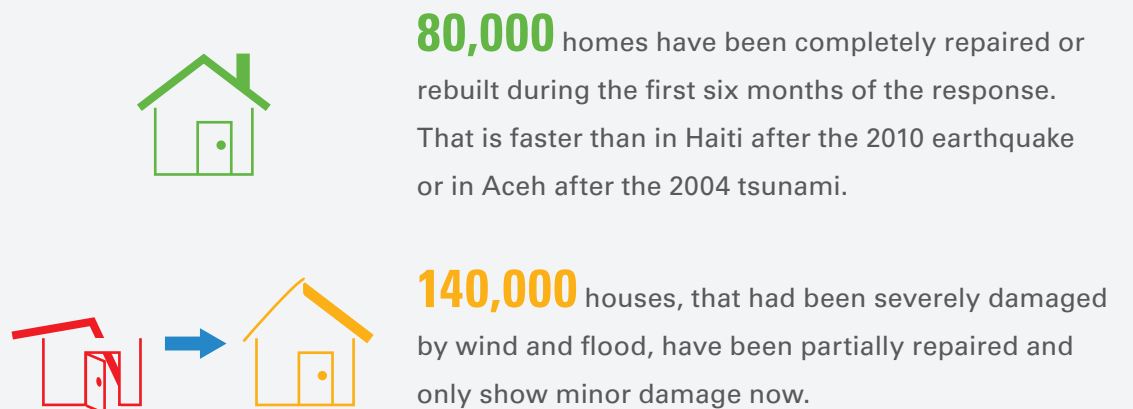 80,000 homes have been completely repaired or
rebuilt during the first six months of the response.
That is faster than in Haiti after the 2010 earthquake
or in Aceh after the 2004 tsunami.
140,000 houses, that had been severely damaged
by wind and flood, have been partially repaired and
only show minor damage now.